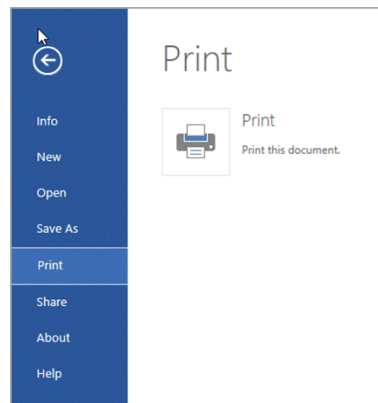 Print
Print
Print this document.
Info
New
Open
Save As
Print
Share
About
Help